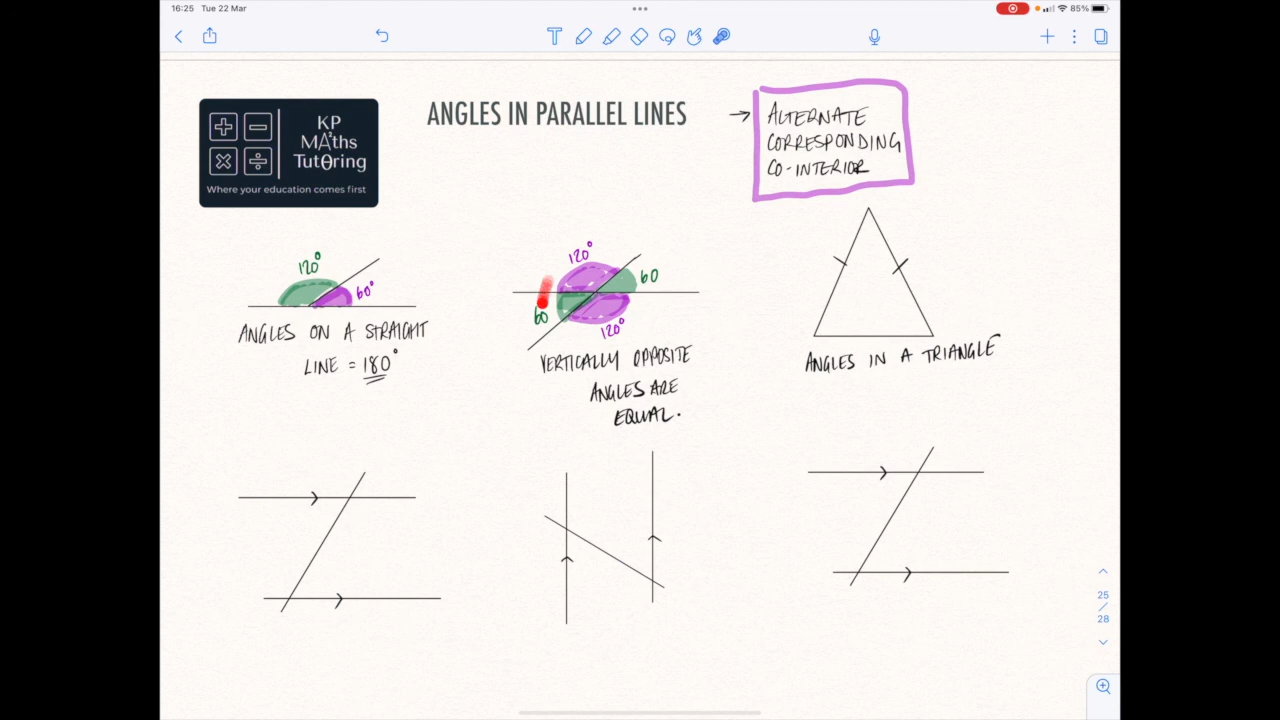 16:25 Tue 22 Mar
85%
KP
MA²ths
Tutθring
Where your education comes first
ANGLES IN PARALLEL LINES
→ ALTERNATE
CORRESPONDING
CO-INTERIOR
120°
60°
ANGLES ON A STRAIGHT
LINE = 180°
120°
60
60
120°
VERTICALLY OPPOSITE
ANGLES ARE
EQUAL.
ANGLES IN A TRIANGLE
25
/
28